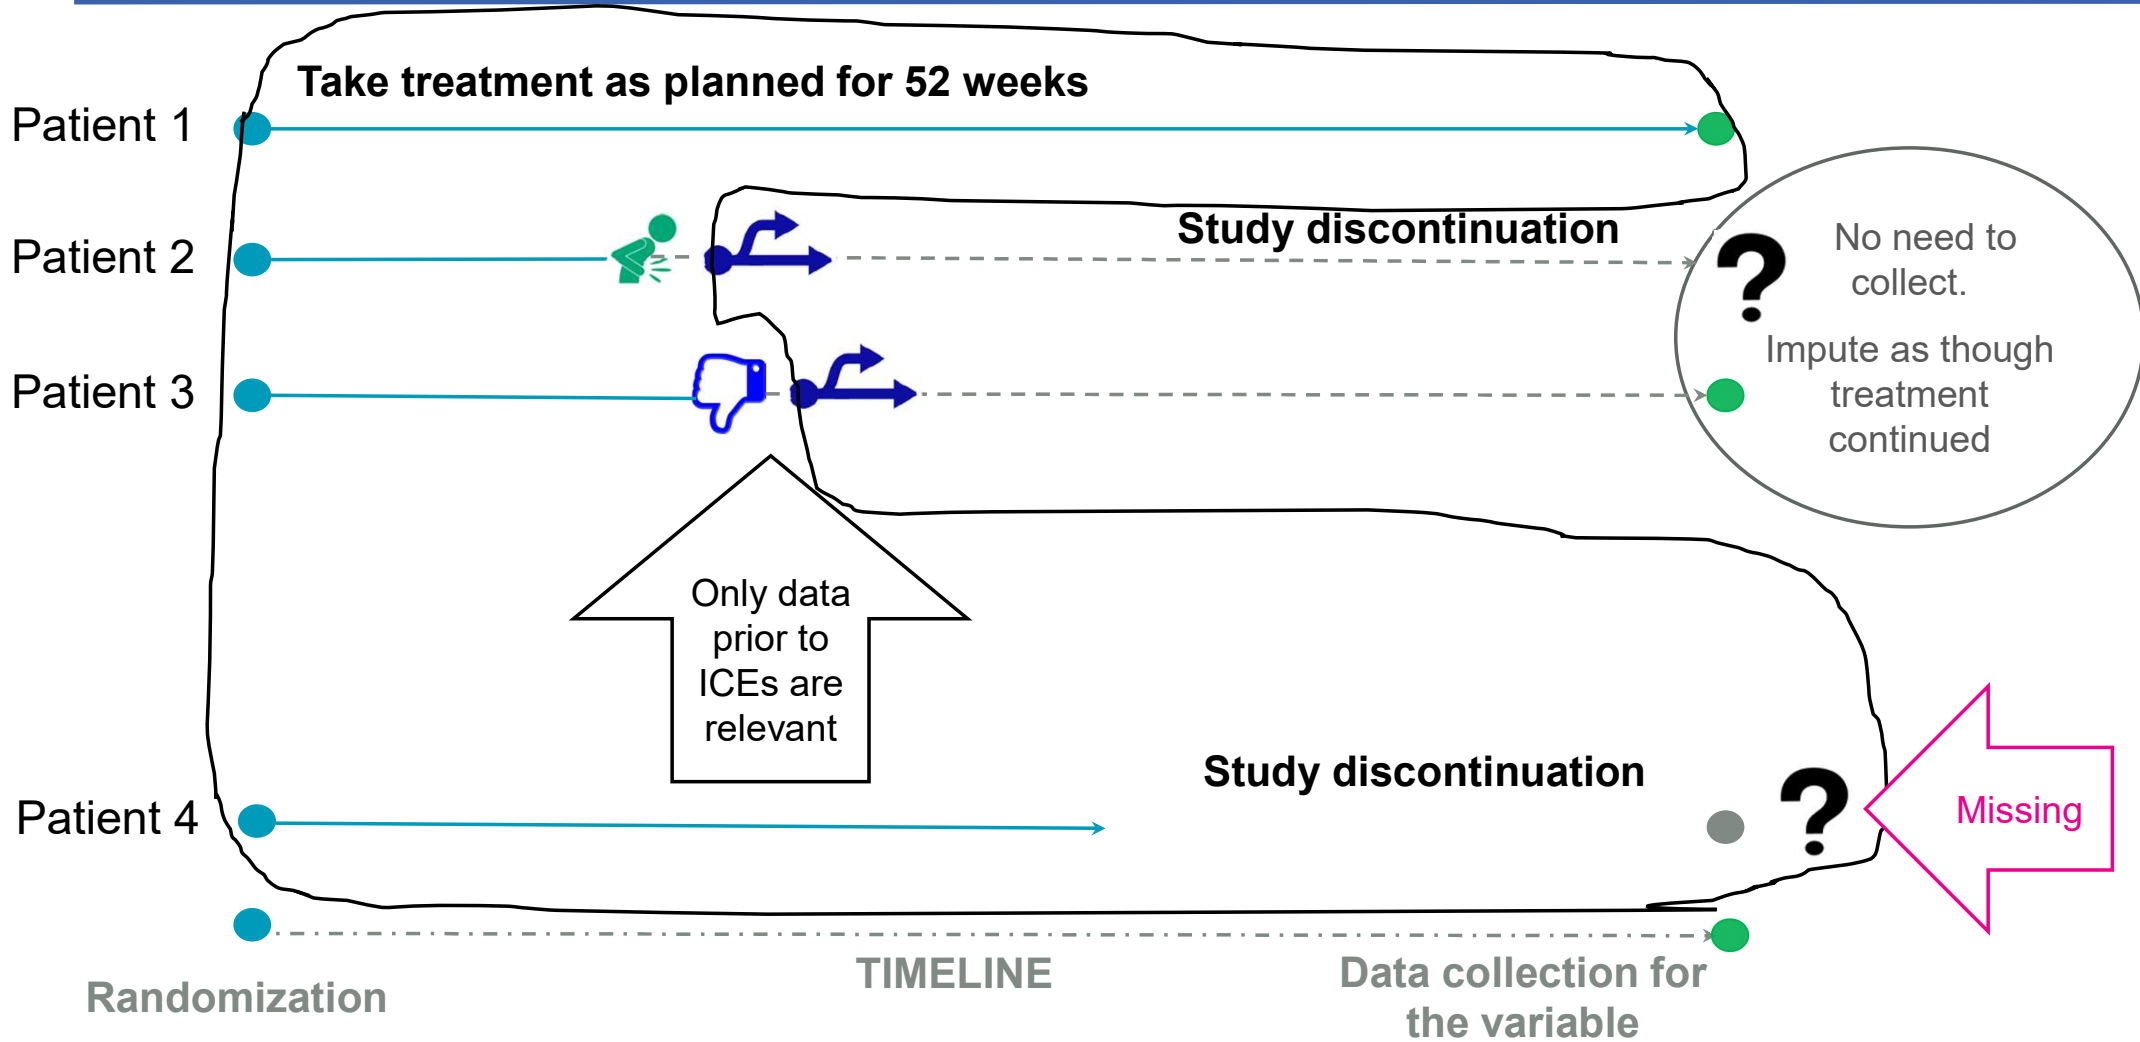 Take treatment as planned for 52 weeks
Patient 1
Patient 2
Study discontinuation
?
No need to
collect.
Impute as though
treatment
continued
Patient 3
Only data
prior to
ICEs are
relevant
Study discontinuation
Patient 4
?
Missing
Randomization
TIMELINE
Data collection for
the variable